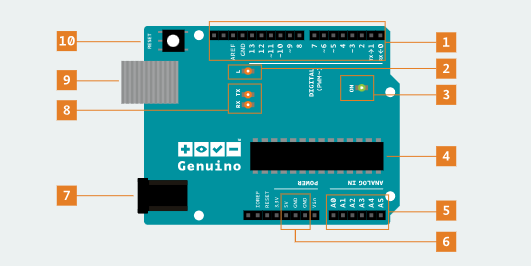 10
9
8
7
1
2
3
4
5
6
RESET
AREF
GND
13
12
~11
~10
~9
8
7
~6
~5
4
~3
2
TX→1
RX←0
DIGITAL
(PWM~)
L
TX
RX
ON
Genuino
POWER
ANALOG IN
IOREF
RESET
3.3V
5V
GND
GND
Vin
A0
A1
A2
A3
A4
A5